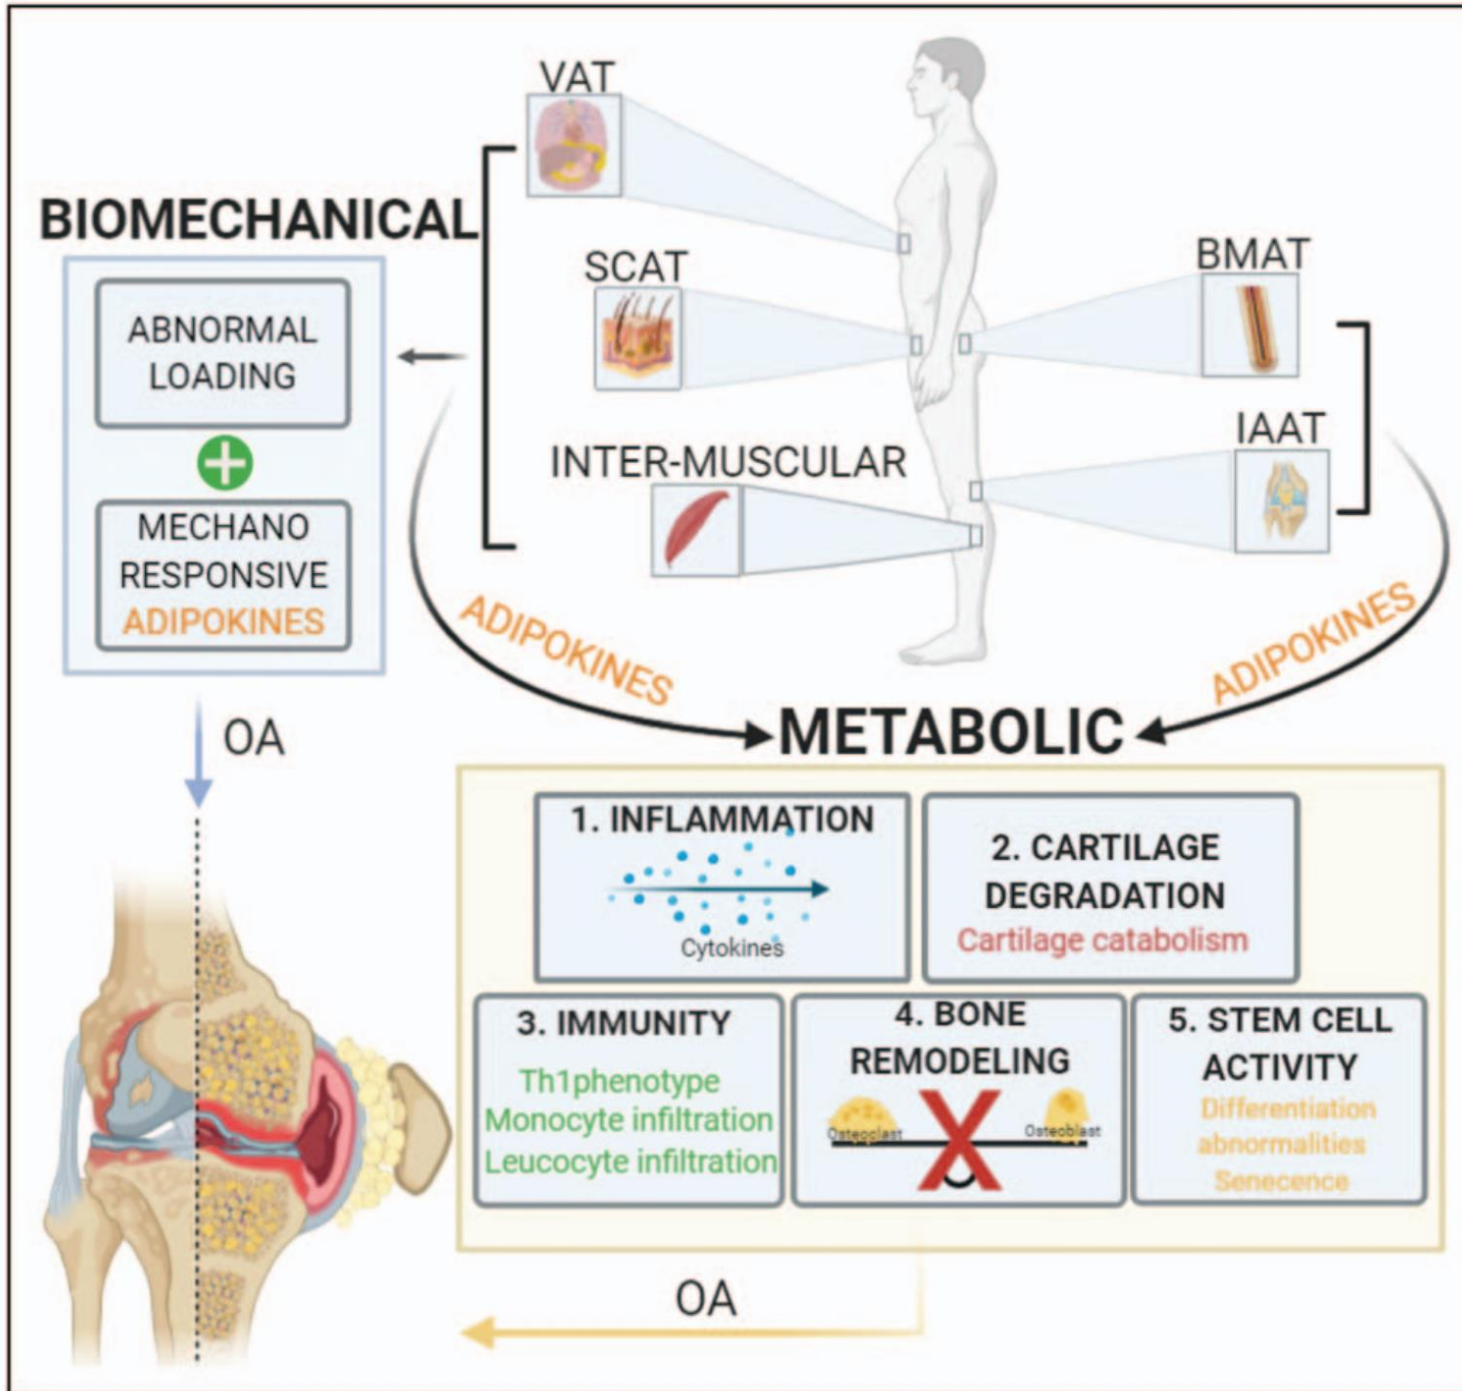 VAT
BIOMECHANICAL
SCAT
BMAT
ABNORMAL
LOADING
IAAT
INTER-MUSCULAR
MECHANO
RESPONSIVE
ADIPOKINES
ADIPOKINES
ADIPOKINES
OA
METABOLIC
1. INFLAMMATION
Cytokines
2. CARTILAGE
DEGRADATION
Cartilage catabolism
3. IMMUNITY
Th1phenotype
Monocyte infiltration
Leucocyte infiltration
4. BONE
REMODELING
Osteoclast
Osteoblast
5. STEM CELL
ACTIVITY
Differentiation
abnormalities
Senecence
OA